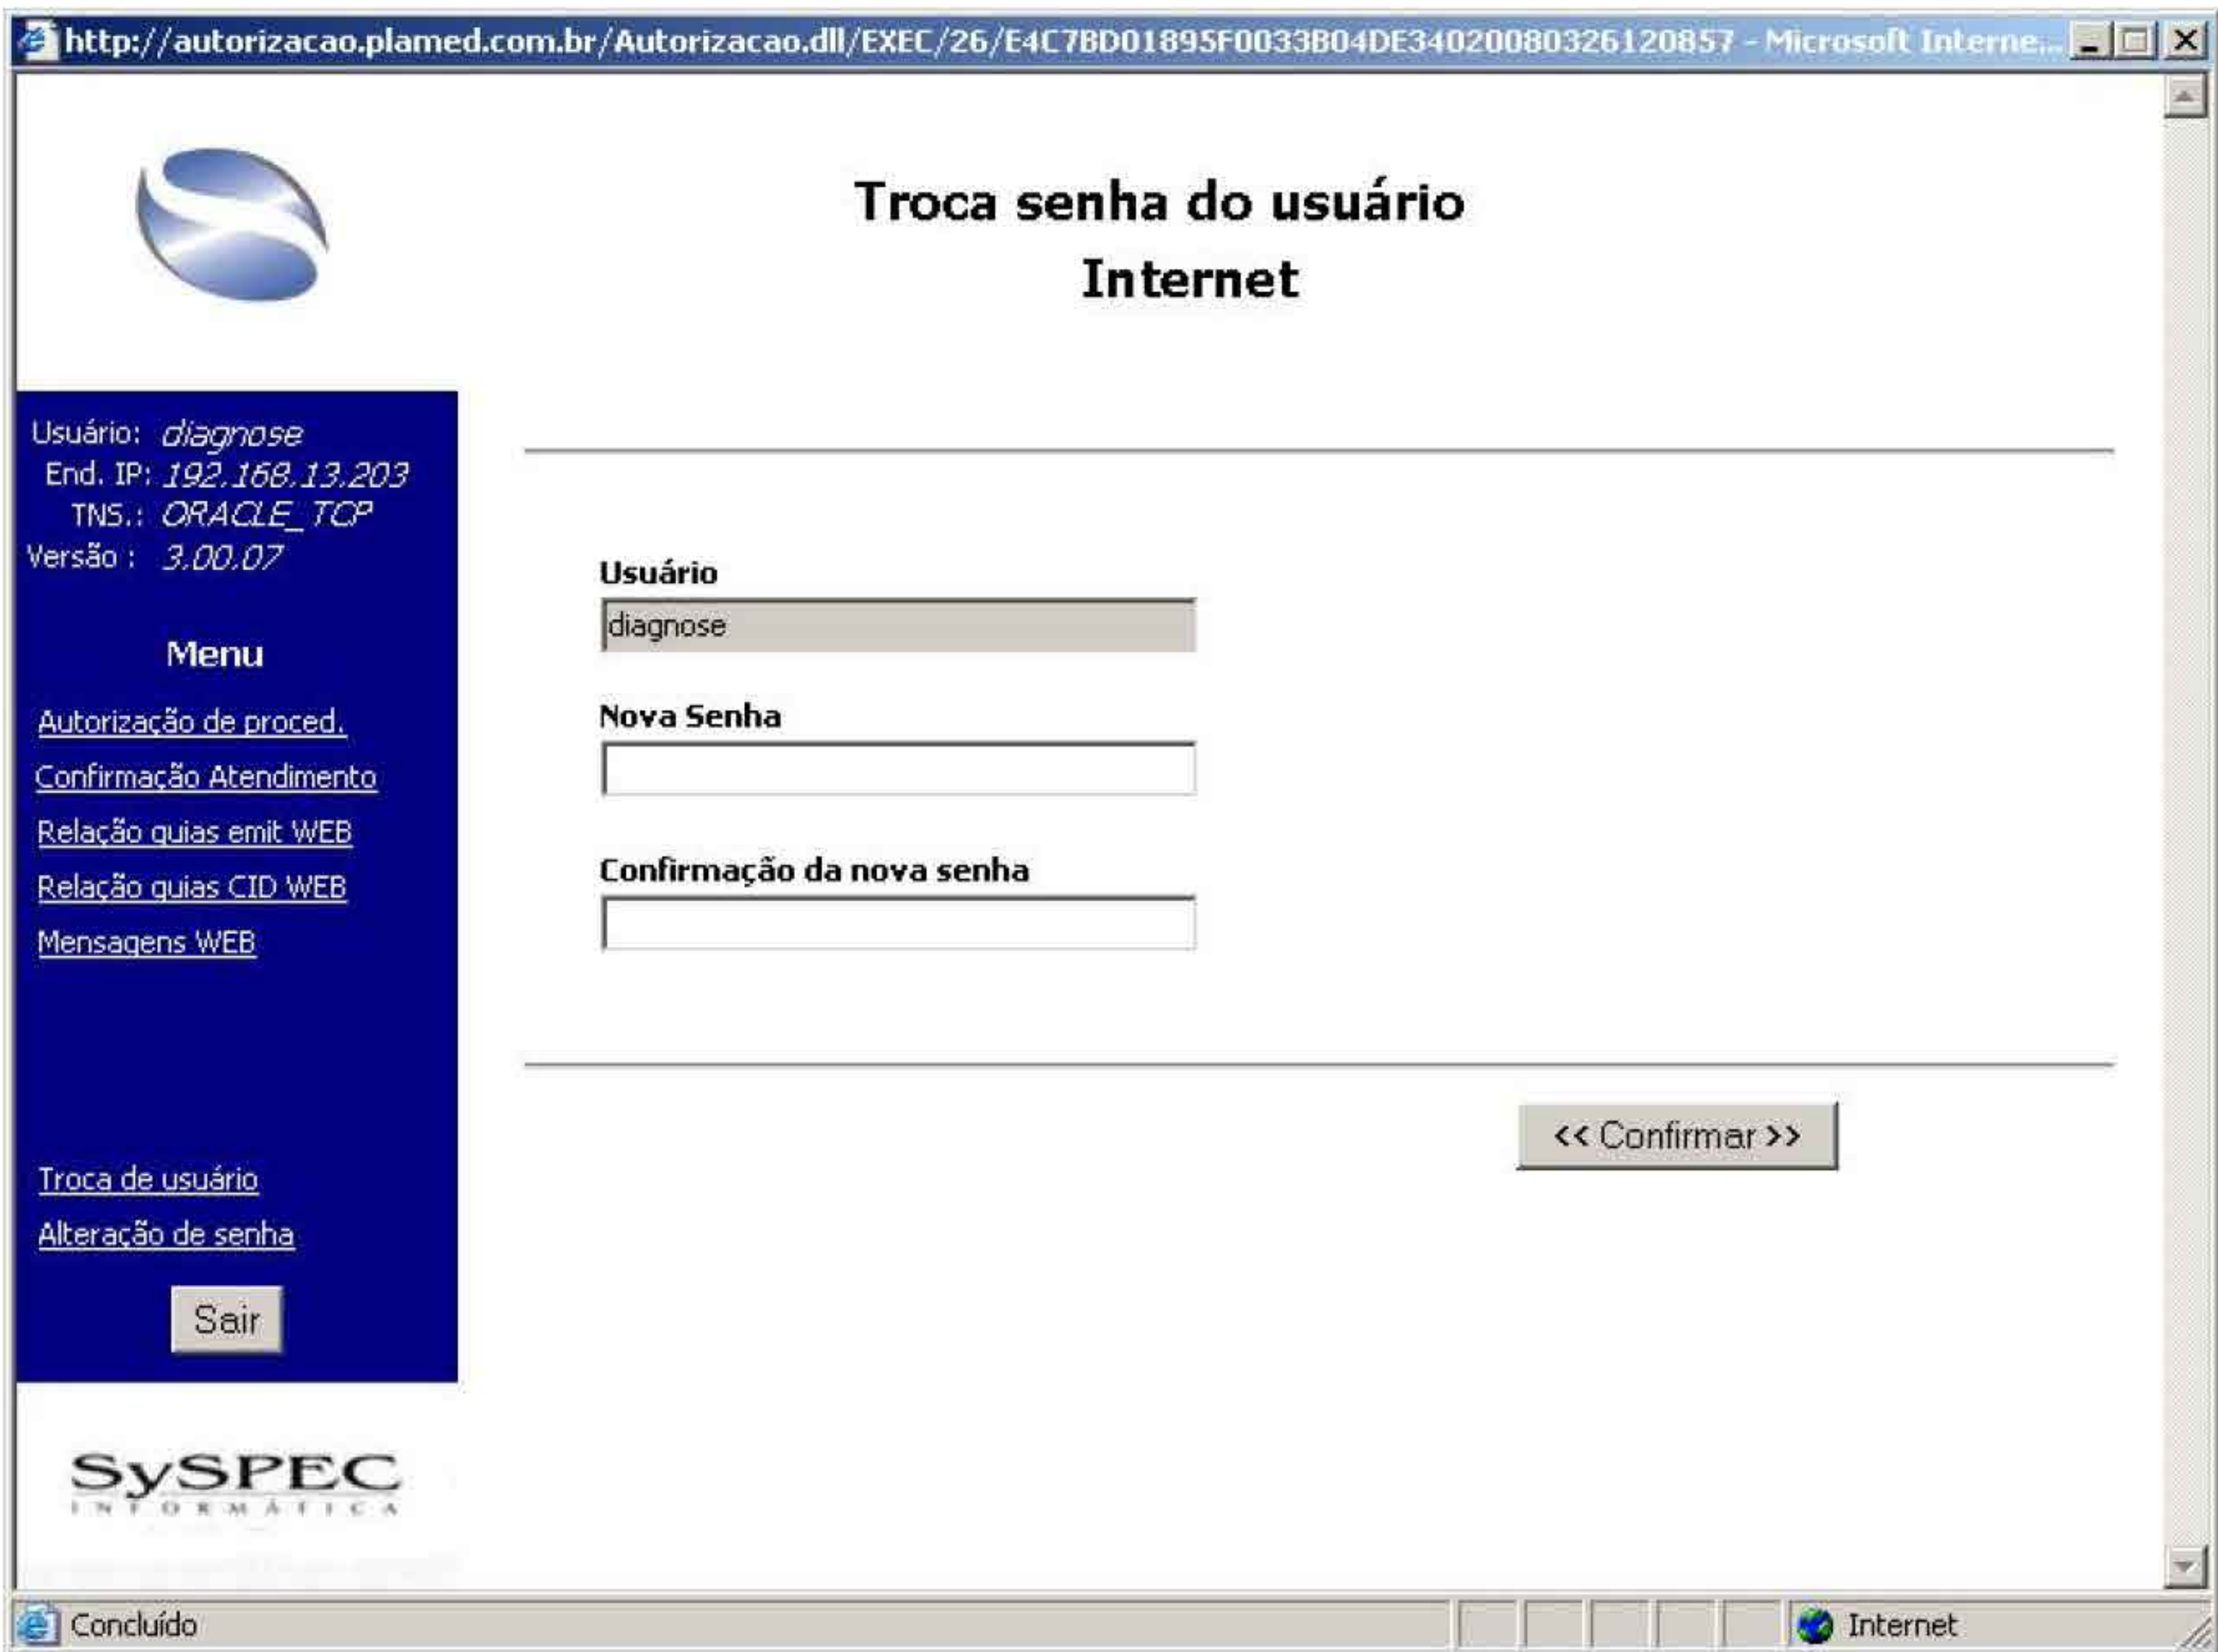 http://autorizacao.plamed.com.br/Autorizacao.dll/EXEC/26/E4C7BD01895F0033B04DE34020080326120857 - Microsoft Interne...
Troca senha do usuário
Internet
Usuário: diagnose
End. IP: 192.168.13.203
TNS.: ORACLE_TCP
Versão : 3.00.07
Menu
Autorização de proced.
Confirmação Atendimento
Relação guias emit WEB
Relação guias CID WEB
Mensagens WEB
Troca de usuário
Alteração de senha
Sair
SySPEC
INFORMÁTICA
Usuário
diagnose
Nova Senha
Confirmação da nova senha
<< Confirmar >>
Concluído
Internet